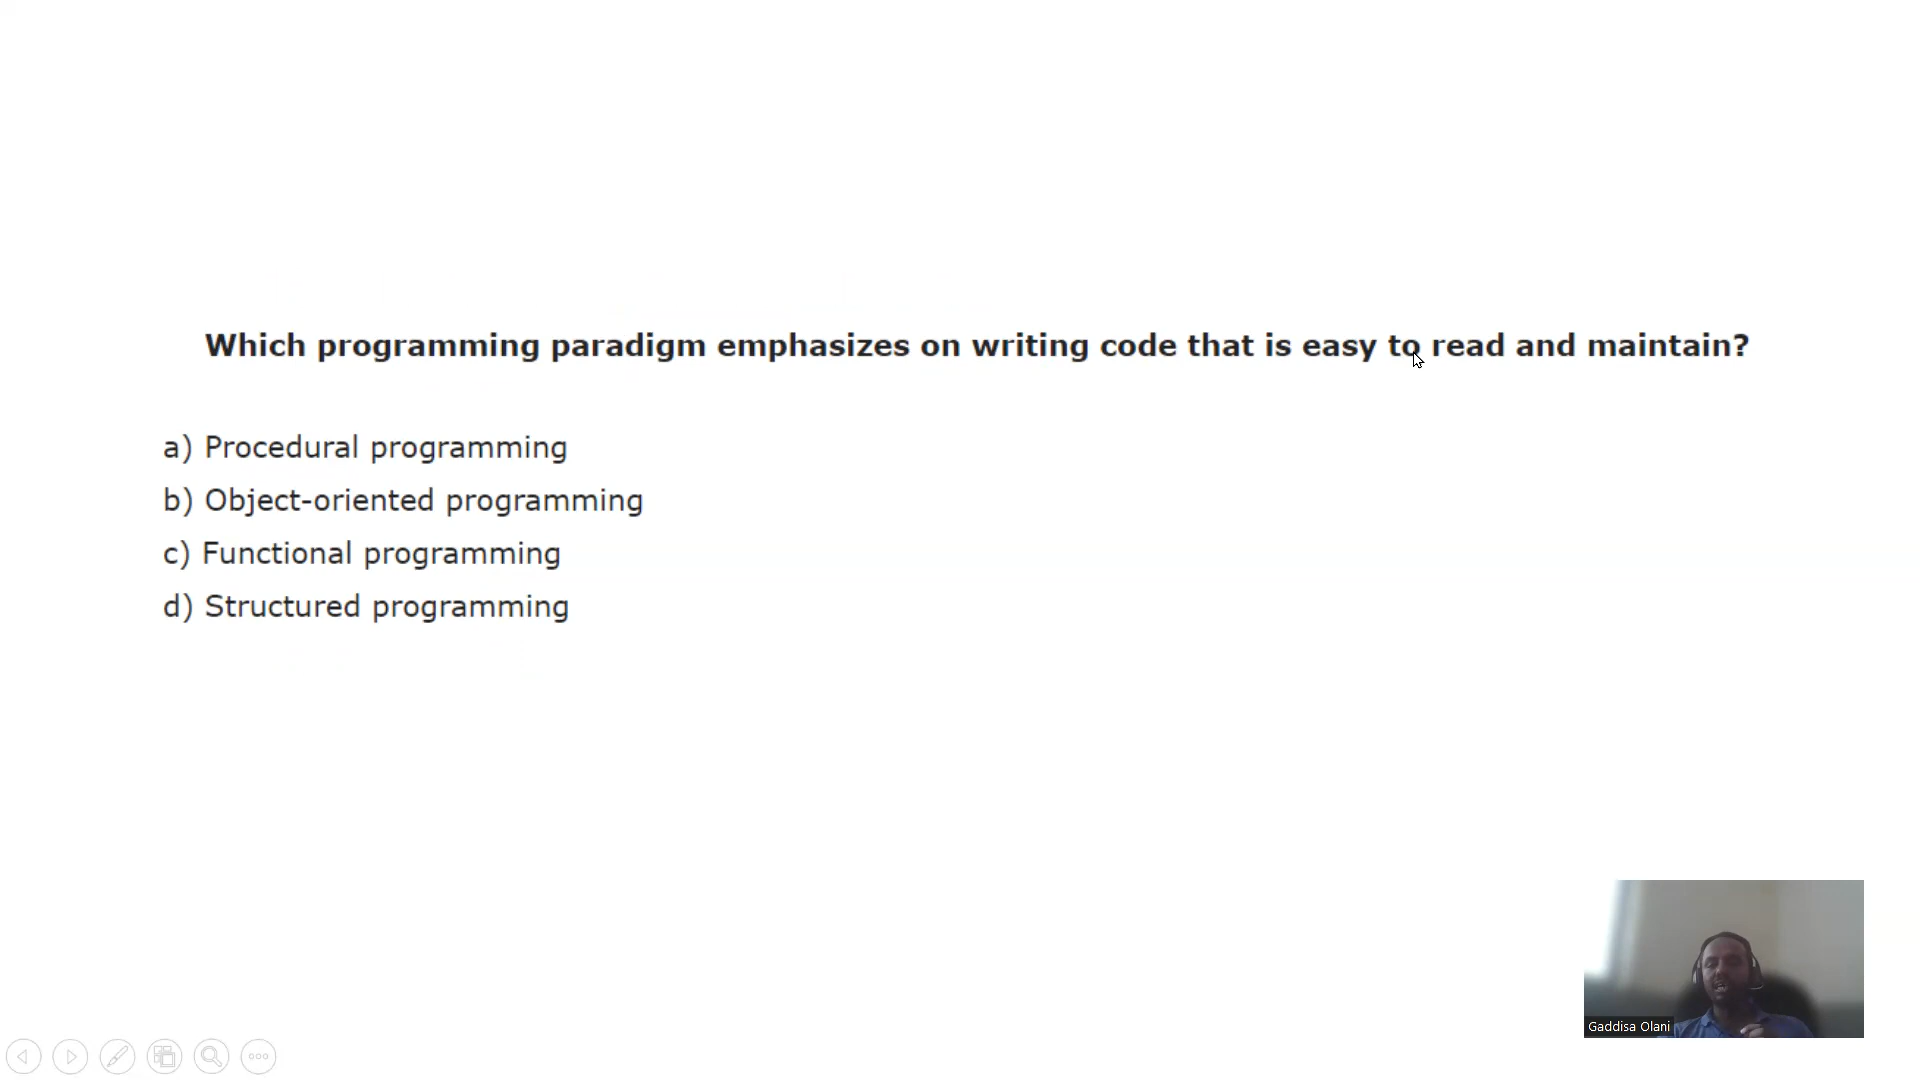 Which programming paradigm emphasizes on writing code that is easy to read and maintain?
a) Procedural programming
b) Object-oriented programming
c) Functional programming
d) Structured programming
Gaddisa Olani